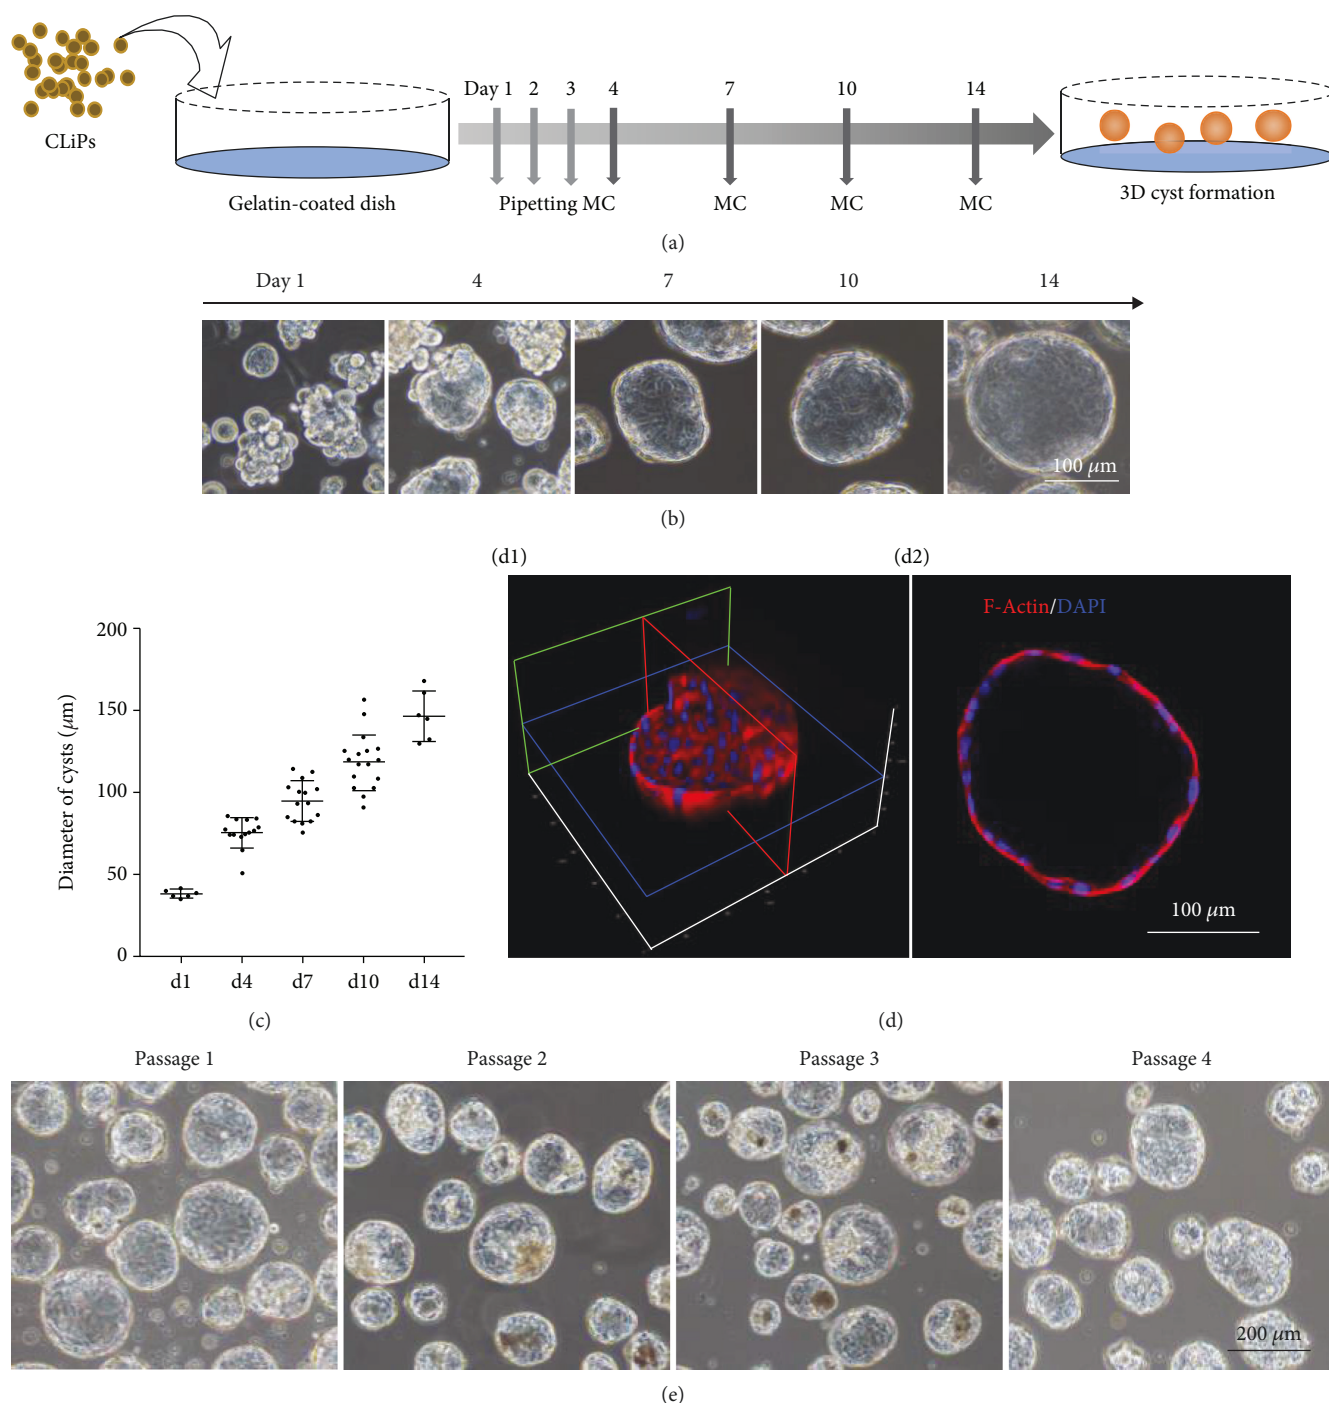 CLiPs
Gelatin-coated dish
Day 1 2 3 4 7 10 14
Pipetting MC MC MC MC
3D cyst formation
(a)
Day 1 4 7 10 14
100 μm
(b)
Diameter of cysts (μm)
200
150
100
50
0
d1 d4 d7 d10 d14
(c)
(d1) (d2)
F-Actin/DAPI
100 μm
(d)
Passage 1 Passage 2 Passage 3 Passage 4
200 μm
(e)